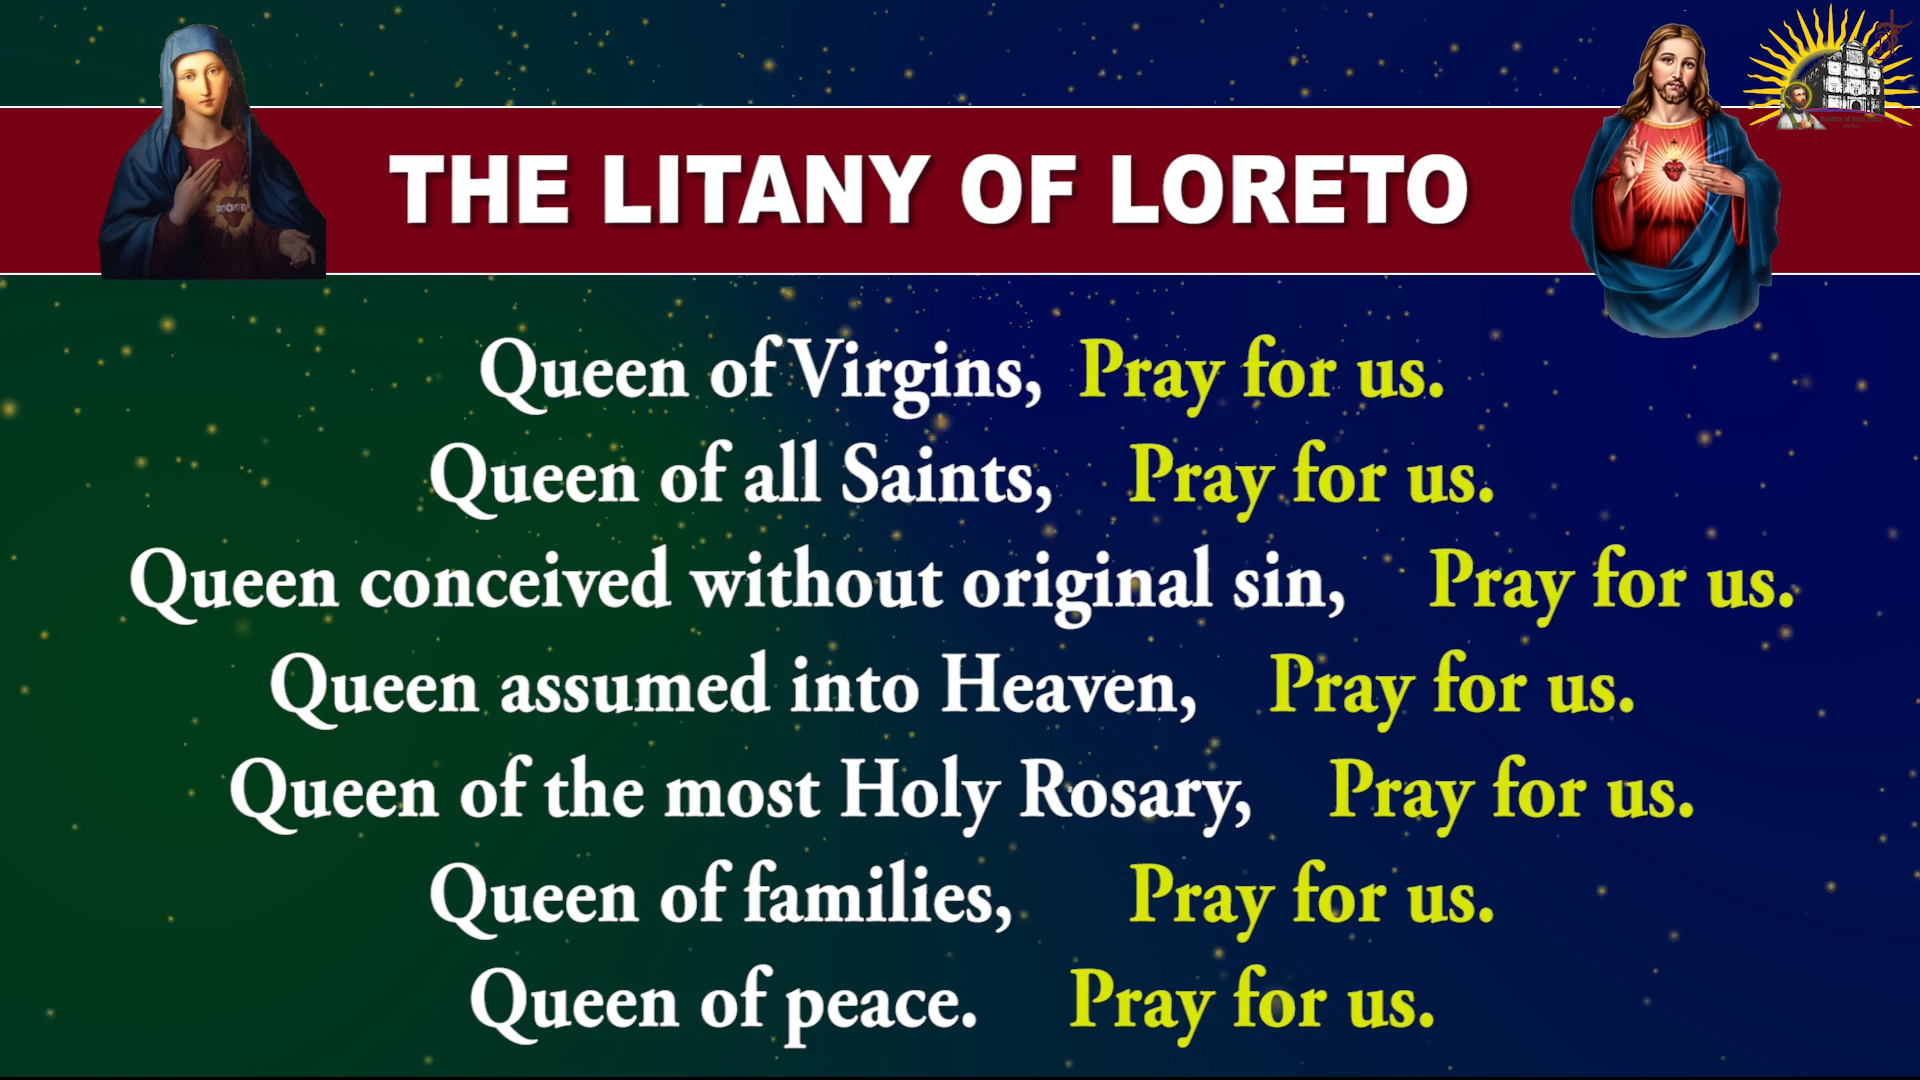 THE LITANY OF LORETO
Queen of Virgins, Pray for us.
Queen of all Saints, Pray for us.
Queen conceived without original sin, Pray for us.
Queen assumed into Heaven, Pray for us.
Queen of the most Holy Rosary, Pray for us.
Queen of families, Pray for us.
Queen of peace. Pray for us.